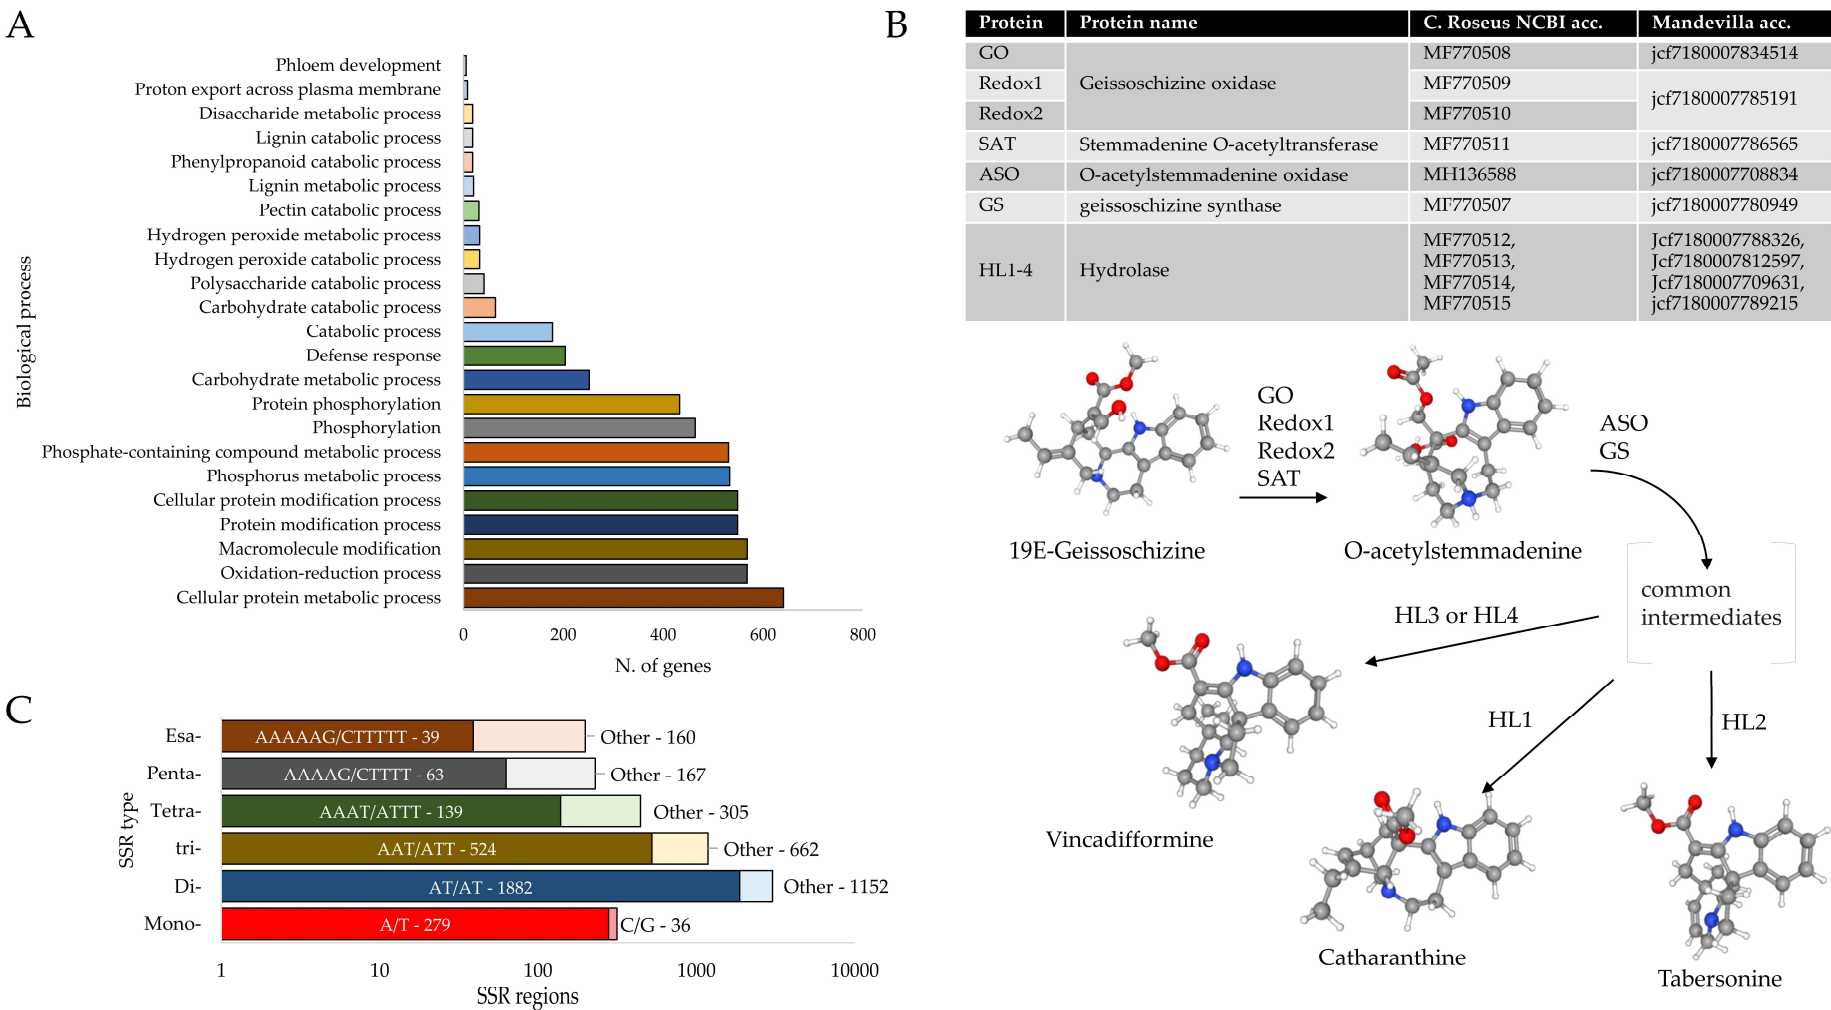 A
Phloem development
Proton export across plasma membrane
Disaccharide metabolic process
Lignin catabolic process
Phenylpropanoid catabolic process
Lignin metabolic process
Pectin catabolic process
Hydrogen peroxide metabolic process
Hydrogen peroxide catabolic process
Polysaccharide catabolic process
Carbohydrate catabolic process
Catabolic process
Defense response
Carbohydrate metabolic process
Protein phosphorylation
Phosphorylation
Phosphate-containing compound metabolic process
Phosphorus metabolic process
Cellular protein modification process
Protein modification process
Macromolecule modification
Oxidation-reduction process
Cellular protein metabolic process
Biological process
0 200 400 600 800
N. of genes
B
Protein Protein name C. Roseus NCBI acc. Mandevilla acc.
GO Geissoschizine oxidase MF770508 jcf7180007834514
Redox1 MF770509 jcf7180007785191
Redox2 MF770510
SAT Stemmadenine O-acetyltransferase MF770511 jcf7180007786565
ASO O-acetylstemmadenine oxidase MH136588 jcf7180007708834
GS geissoschizine synthase MF770507 jcf7180007780949
HL1-4 Hydrolase
MF770512, Jcf7180007788326,
MF770513, Jcf7180007812597,
MF770514, Jcf7180007709631,
MF770515 jcf7180007789215
GO
Redox1
Redox2
SAT
ASO
GS
19E-Geissoschizine
O-acetylstemmadenine
common
intermediates
HL3 or HL4
HL1
HL2
Vincadifformine
Catharanthine
Tabersonine
C
Esa- AAAAAG/CTTTTT - 39 Other - 160
Penta- AAAAG/CTTTT - 63 Other - 167
Tetra- AAAT/ATTT - 139 Other - 305
tri- AAT/ATT - 524 Other - 662
Di- AT/AT - 1882 Other - 1152
Mono- A/T - 279 C/G - 36
SSR type
1 10 100 1000 10000
SSR regions